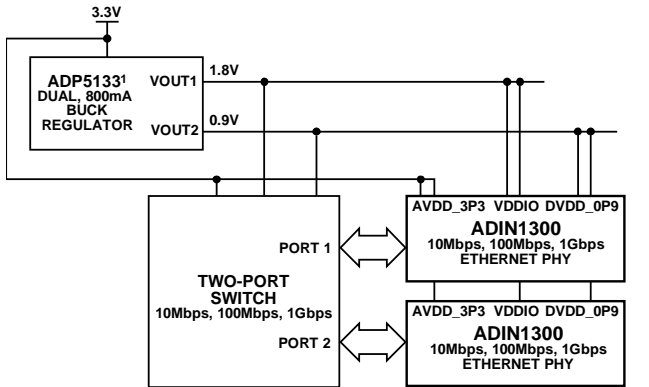 3.3V
ADP5133¹
DUAL, 800mA
BUCK
REGULATOR
VOUT1
VOUT2
1.8V
0.9V
TWO-PORT
SWITCH
10Mbps, 100Mbps, 1Gbps
PORT 1
PORT 2
AVDD_3P3 VDDIO DVDD_0P9
ADIN1300
10Mbps, 100Mbps, 1Gbps
ETHERNET PHY
AVDD_3P3 VDDIO DVDD_0P9
ADIN1300
10Mbps, 100Mbps, 1Gbps
ETHERNET PHY